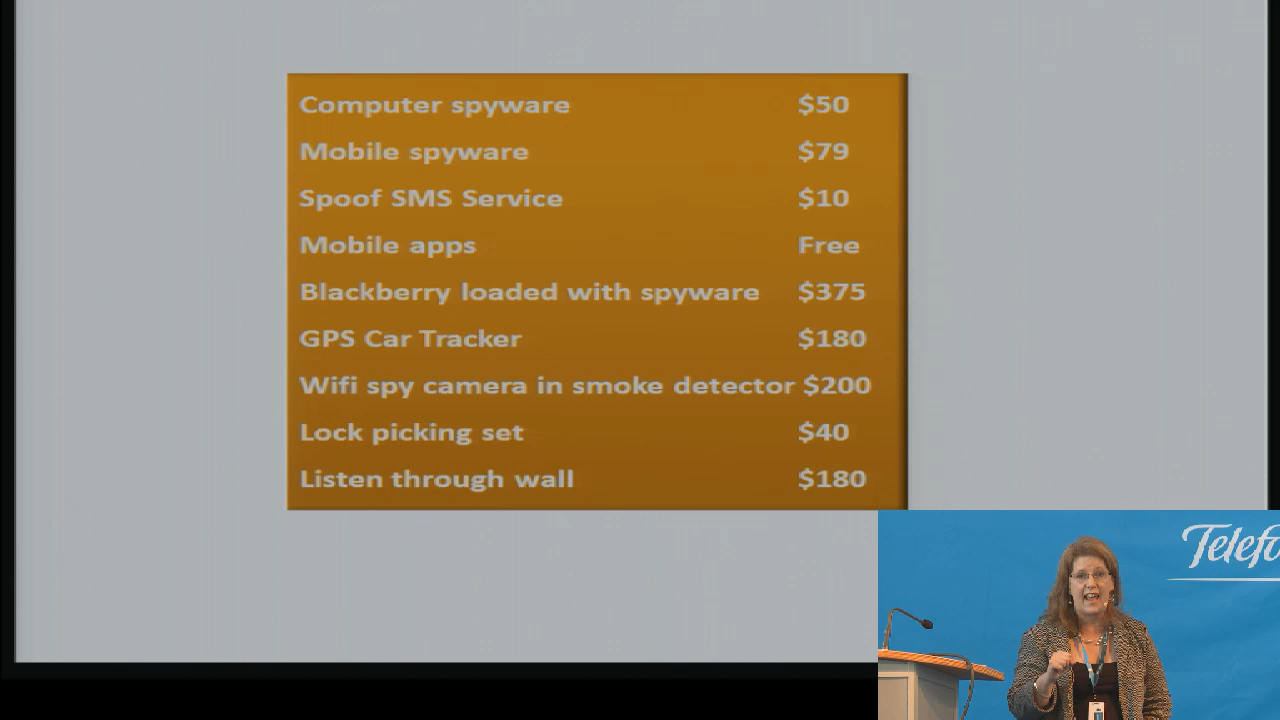 Computer spyware $50
Mobile spyware $79
Spoof SMS Service $10
Mobile apps Free
Blackberry loaded with spyware $375
GPS Car Tracker $180
Wifi spy camera in smoke detector $200
Lock picking set $40
Listen through wall $180
Telefo